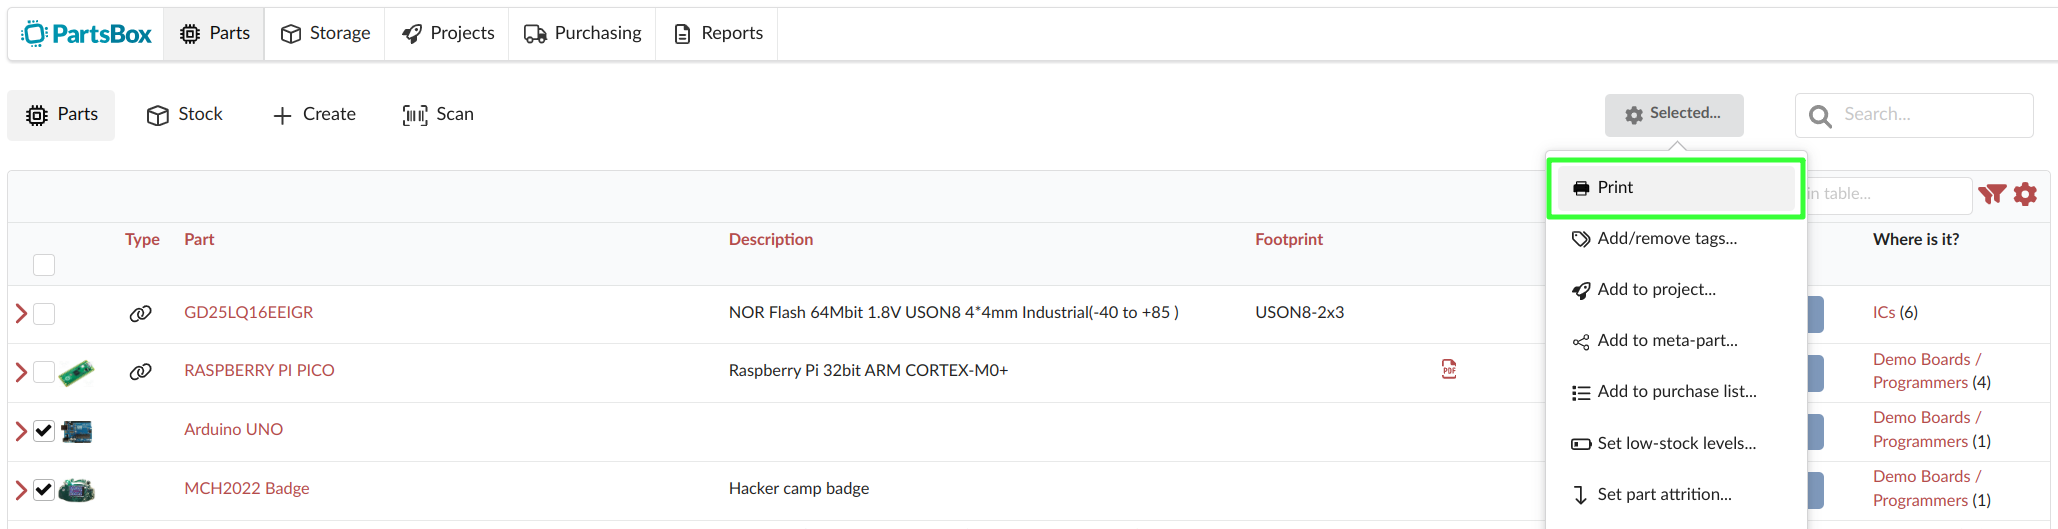 PartsBox Parts Storage Projects Purchasing Reports
Parts Stock Create Scan Selected... Search...
Print
in table...
Type Part Description Footprint Where is it?
Add/remove tags...
Add to project...
GD25LQ16EEIGR NOR Flash 64Mbit 1.8V USON8 4*4mm Industrial(-40 to +85 ) USON8-2x3 ICs (6)
Add to meta-part...
RASPBERRY PI PICO Raspberry Pi 32bit ARM CORTEX-M0+ PDF Demo Boards /
Programmers (4)
Add to purchase list...
Arduino UNO Demo Boards /
Programmers (1)
Set low-stock levels...
MCH2022 Badge Hacker camp badge Demo Boards /
Programmers (1)
Set part attrition...